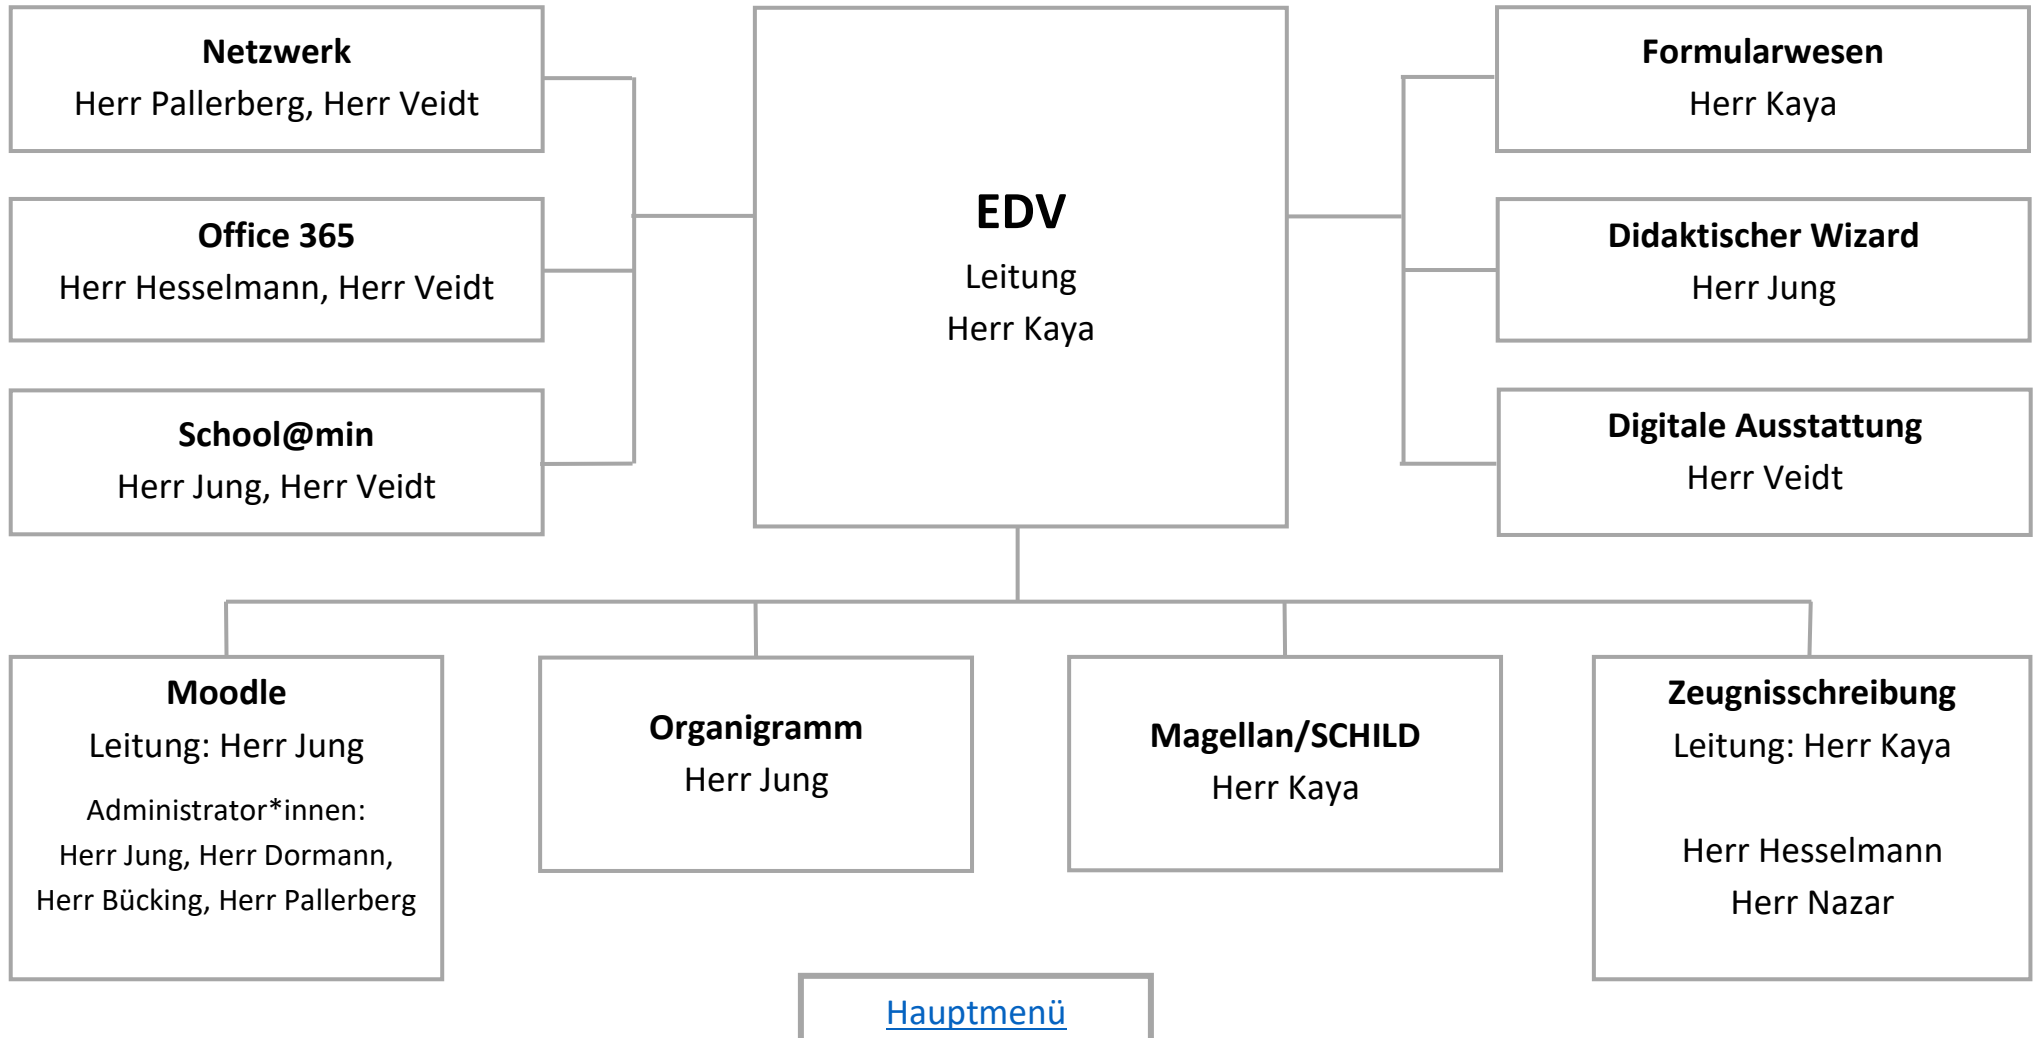 Netzwerk
Herr Pallerberg, Herr Veidt
Office 365
Herr Hesselmann, Herr Veidt
School@min
Herr Jung, Herr Veidt
EDV
Leitung
Herr Kaya
Formularwesen
Herr Kaya
Didaktischer Wizard
Herr Jung
Digitale Ausstattung
Herr Veidt
Moodle
Leitung: Herr Jung
Administrator*innen:
Herr Jung, Herr Dormann,
Herr Bücking, Herr Pallerberg
Organigramm
Herr Jung
Magellan/SCHILD
Herr Kaya
Zeugnisschreibung
Leitung: Herr Kaya
Herr Hesselmann
Herr Nazar
Hauptmenü